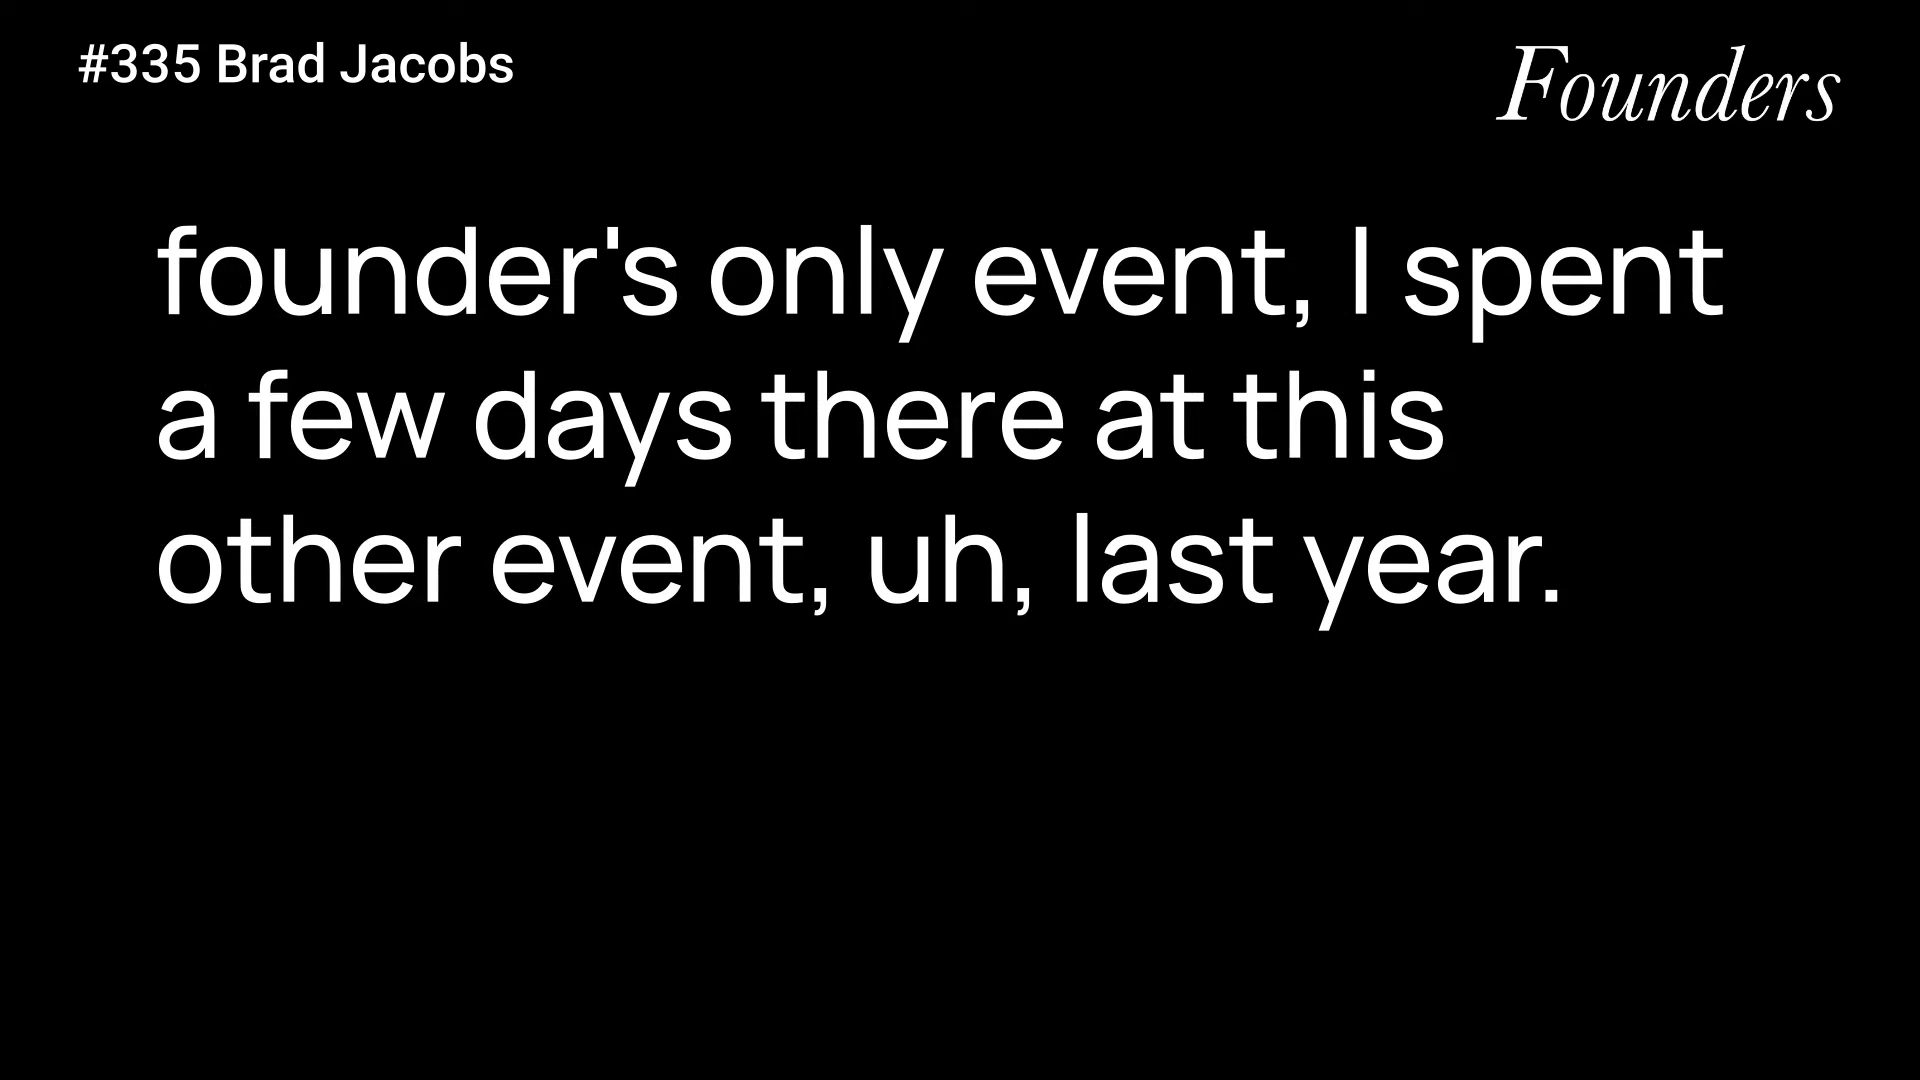 #335 Brad Jacobs
Founders
founder's only event, I spent
a few days there at this
other event, uh, last year.